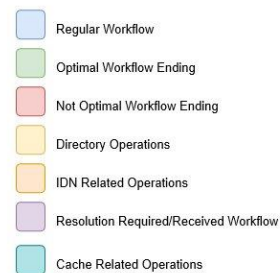 Regular Workflow
Optimal Workflow Ending
Not Optimal Workflow Ending
Directory Operations
IDN Related Operations
Resolution Required/Received Workflow
Cache Related Operations